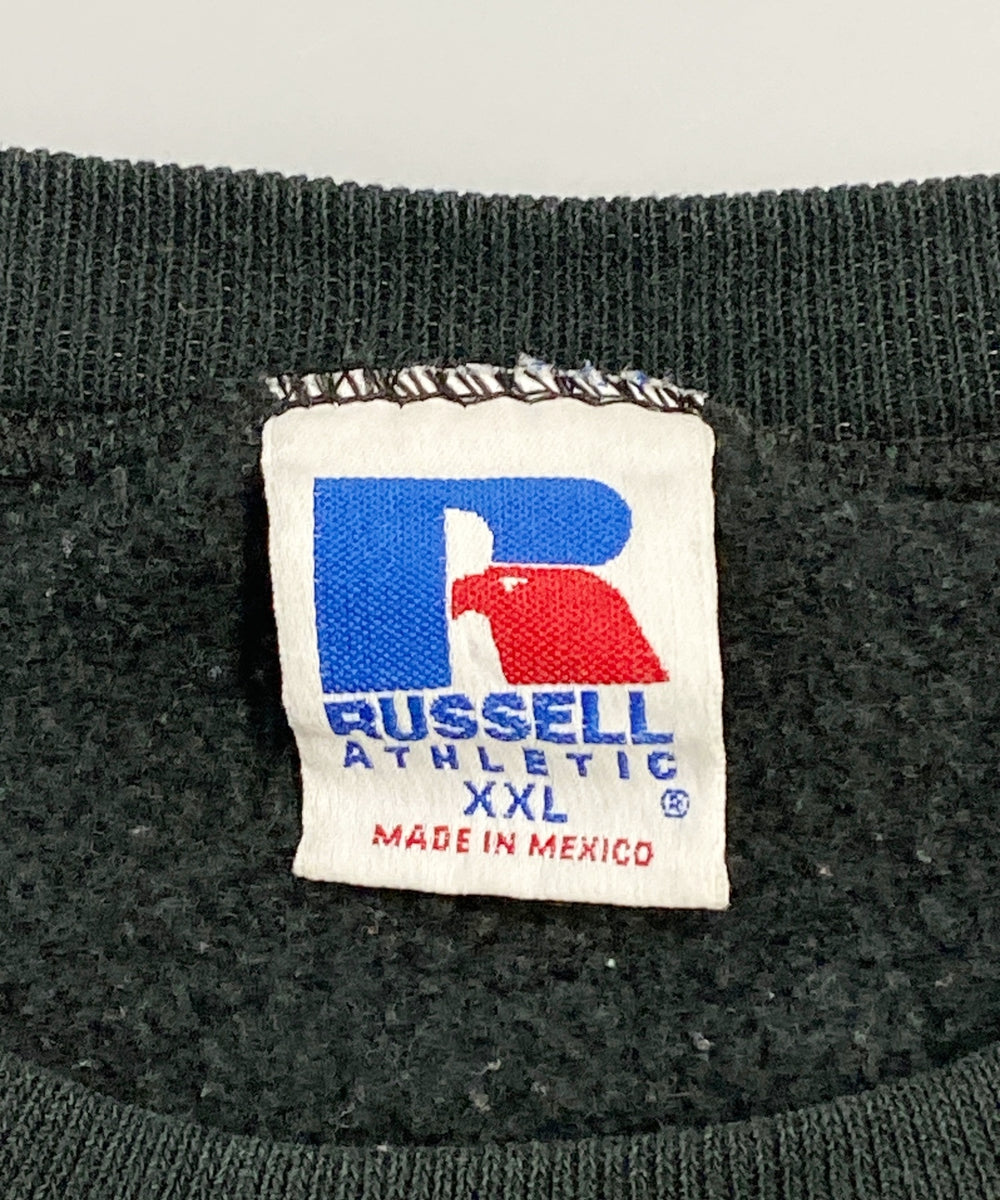 R
RUSSELL
ATHLETIC
XXL ®
MADE IN MEXICO